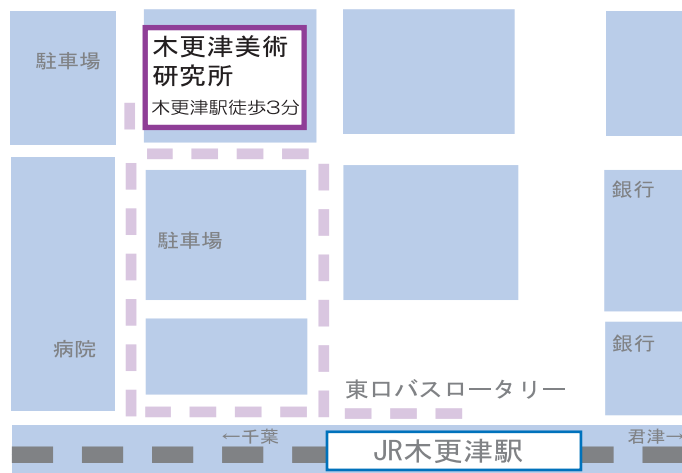 駐車場
木更津美術
研究所
木更津駅徒歩3分
駐車場
銀行
病院
銀行
東口バスロータリー
←千葉
君津→
JR木更津駅